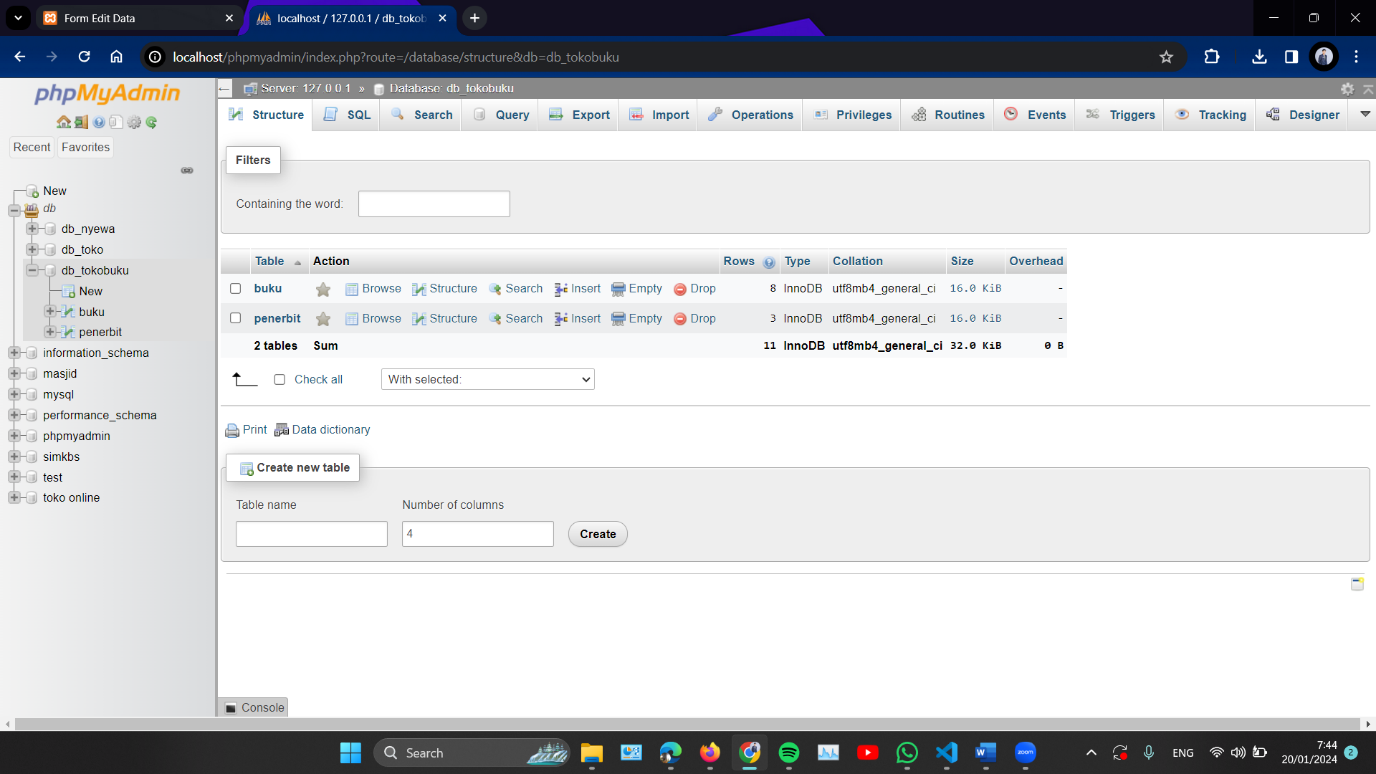 Form Edit Data
localhost / 127.0.0.1 / db_tokob
localhost/phpmyadmin/index.php?route=/database/structure&db=db_tokobuku
phpMyAdmin
Recent Favorites
New
db
db_nyewa
db_toko
db_tokobuku
New
buku
penerbit
information_schema
masjid
mysql
performance_schema
phpmyadmin
simkbs
test
toko online
Server: 127.0.0.1 » Database: db_tokobuku
Structure SQL Search Query Export Import Operations Privileges Routines Events Triggers Tracking Designer
Filters
Containing the word:
Table Action Rows Type Collation Size Overhead
buku Browse Structure Search Insert Empty Drop 8 InnoDB utf8mb4_general_ci 16.0 KiB -
penerbit Browse Structure Search Insert Empty Drop 3 InnoDB utf8mb4_general_ci 16.0 KiB -
2 tables Sum 11 InnoDB utf8mb4_general_ci 32.0 KiB 0 B
Check all With selected:
Print Data dictionary
Create new table
Table name Number of columns
4 Create
Console
Search
zoom
ENG
7:44
20/01/2024
2